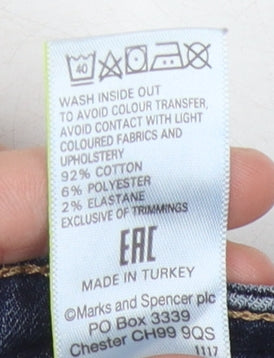 40
WASH INSIDE OUT
TO AVOID COLOUR TRANSFER,
AVOID CONTACT WITH LIGHT
COLOURED FABRICS AND
UPHOLSTERY
92% COTTON
6% POLYESTER
2% ELASTANE
EXCLUSIVE OF TRIMMINGS
EAC
MADE IN TURKEY
©Marks and Spencer plc
PO Box 3339
Chester CH99 9QS
1117